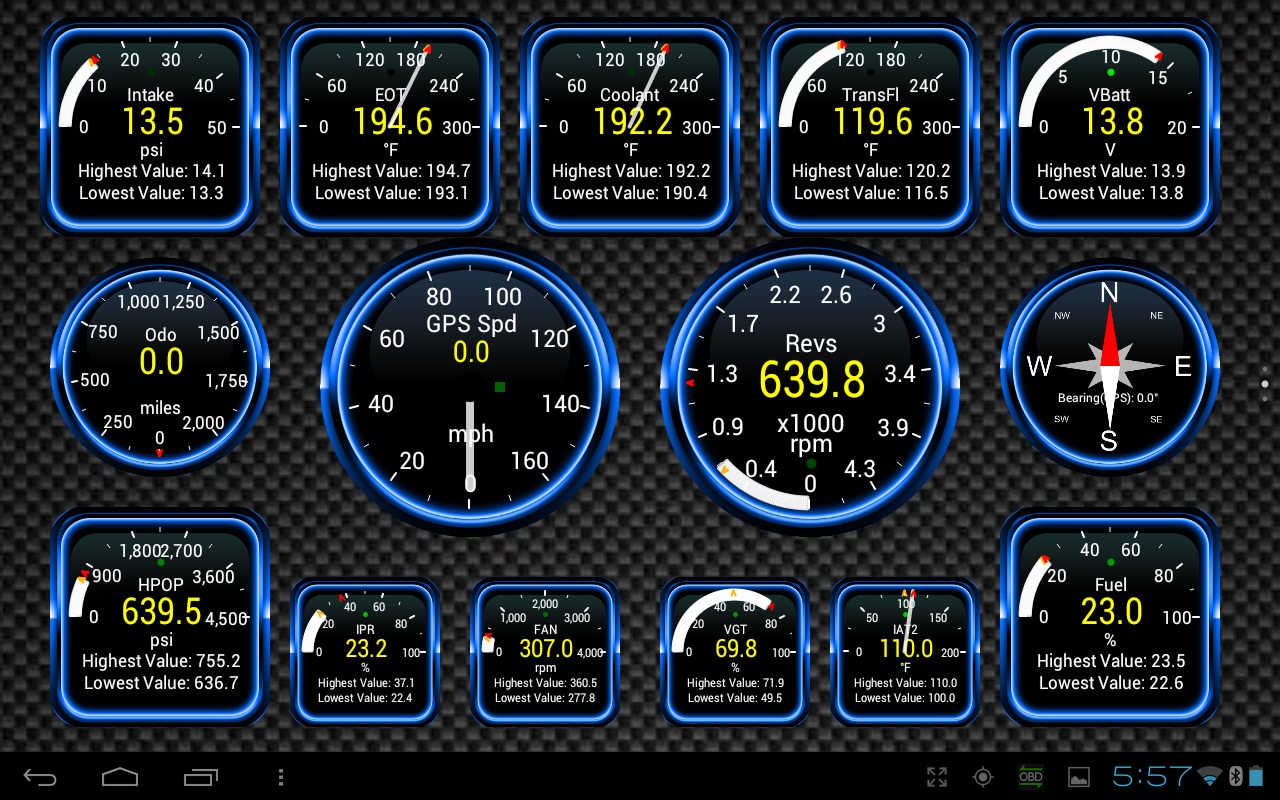 20 30
10 40
Intake
0 13.5 50
psi
Highest Value: 14.1
Lowest Value: 13.3
120 180
60 240
EOT
0 194.6 300
°F
Highest Value: 194.7
Lowest Value: 193.1
120 180
60 240
Coolant
0 192.2 300
°F
Highest Value: 192.2
Lowest Value: 190.4
120 180
60 240
TransFl
0 119.6 300
°F
Highest Value: 120.2
Lowest Value: 116.5
10
5 15
VBatt
0 13.8 20
V
Highest Value: 13.9
Lowest Value: 13.8
1,000 1,250
750 1,500
Odo
0.0
500 1,750
miles
250 2,000
0
80 100
GPS Spd
60 120
0.0
40 140
mph
20 160
0
2.2 2.6
1.7 3
Revs
1.3 639.8 3.4
x1000
0.9 3.9
rpm
0.4 4.3
0
N
NW NE
W E
Bearing(GPS): 0.0°
SW SE
S
1,800 2,700
900 3,600
HPOP
0 639.5 4,500
psi
Highest Value: 755.2
Lowest Value: 636.7
40 60
20 80
IPR
0 23.2 100
%
Highest Value: 37.1
Lowest Value: 22.4
2,000
1,000 3,000
FAN
0 307.0 4,000
rpm
Highest Value: 360.5
Lowest Value: 277.8
40 60
20 80
VGT
0 69.8 100
%
Highest Value: 71.9
Lowest Value: 49.5
100
50 150
IAT2
0 110.0 200
°F
Highest Value: 110.0
Lowest Value: 100.0
40 60
20 80
Fuel
0 23.0 100
%
Highest Value: 23.5
Lowest Value: 22.6
OBD 5:57